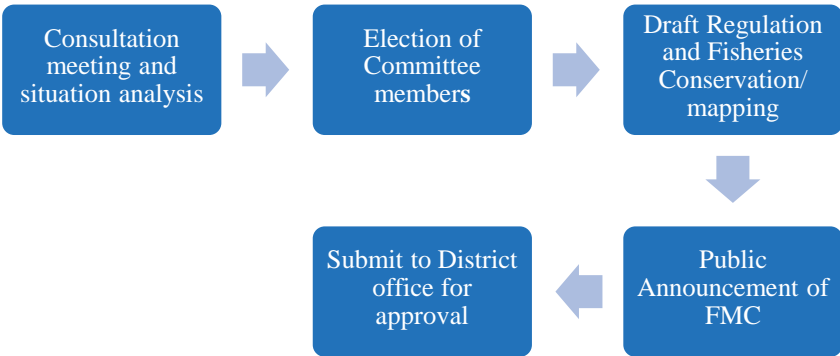 Consultation
meeting and
situation analysis
Election of
Committee
members
Draft Regulation
and Fisheries
Conservation/
mapping
Public
Announcement of
FMC
Submit to District
office for
approval